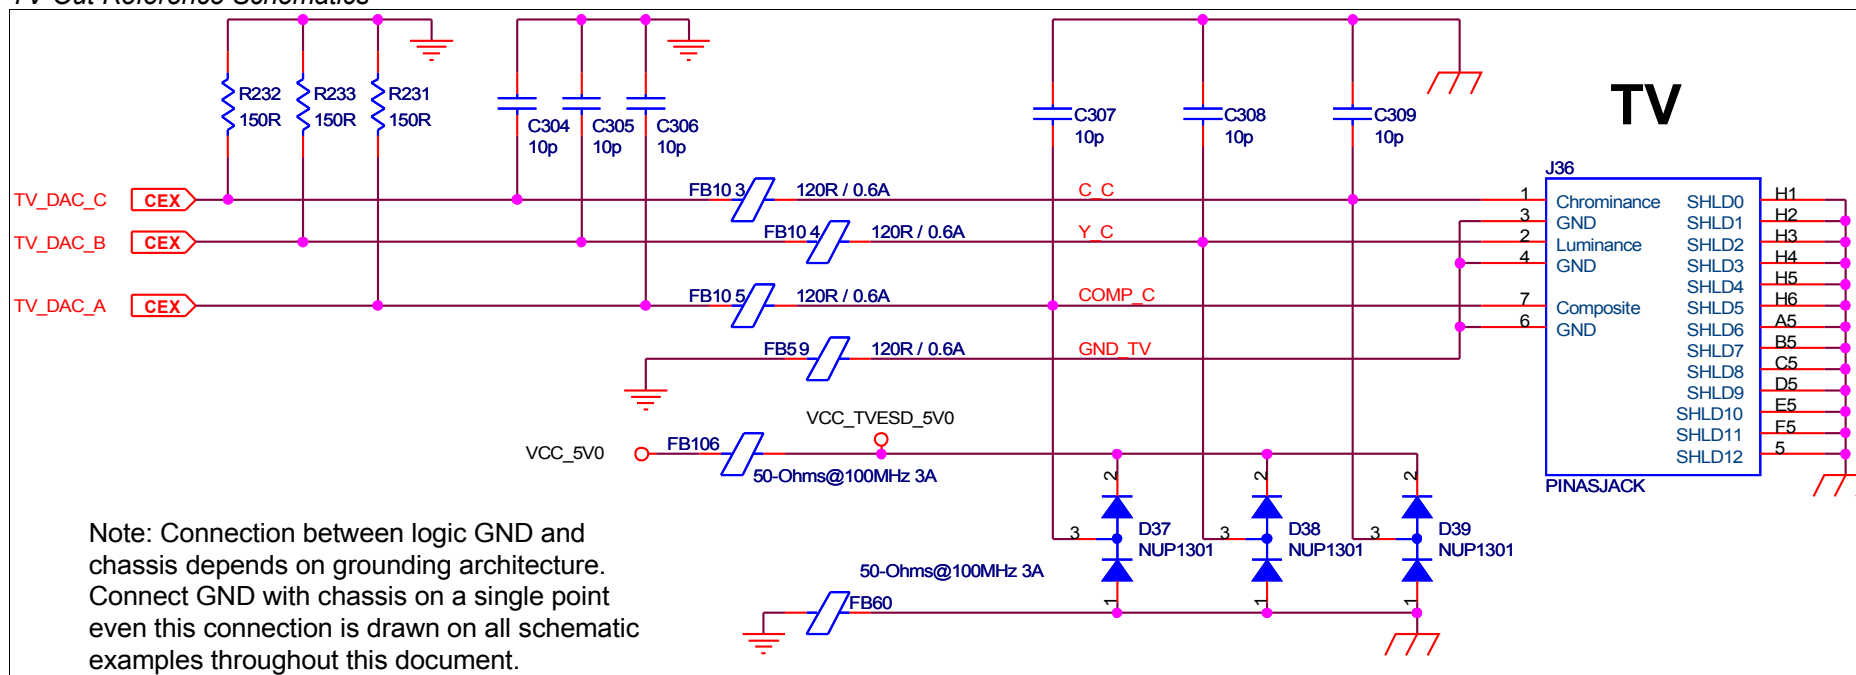 TV Out Reference Schematics
R232
150R
R233
150R
R231
150R
C304
10p
C305
10p
C306
10p
C307
10p
C308
10p
C309
10p
TV
J36
TV_DAC_C
CEX
FB10 3
120R / 0.6A
C_C
1
Chrominance
SHLD0
H1
3
GND
SHLD1
H2
TV_DAC_B
CEX
FB10 4
120R / 0.6A
Y_C
2
Luminance
SHLD2
H3
4
GND
SHLD3
H4
SHLD4
H5
TV_DAC_A
CEX
FB10 5
120R / 0.6A
COMP_C
7
Composite
SHLD5
H6
6
GND
SHLD6
A5
FB5 9
120R / 0.6A
GND_TV
SHLD7
B5
SHLD8
C5
SHLD9
D5
SHLD10
E5
SHLD11
F5
SHLD12
5
PINASJACK
VCC_TVESD_5V0
VCC_5V0
FB106
50-Ohms@100MHz 3A
2
2
2
3
D37
NUP1301
3
D38
NUP1301
3
D39
NUP1301
50-Ohms@100MHz 3A
FB60
1
1
1
Note: Connection between logic GND and
chassis depends on grounding architecture.
Connect GND with chassis on a single point
even this connection is drawn on all schematic
examples throughout this document.